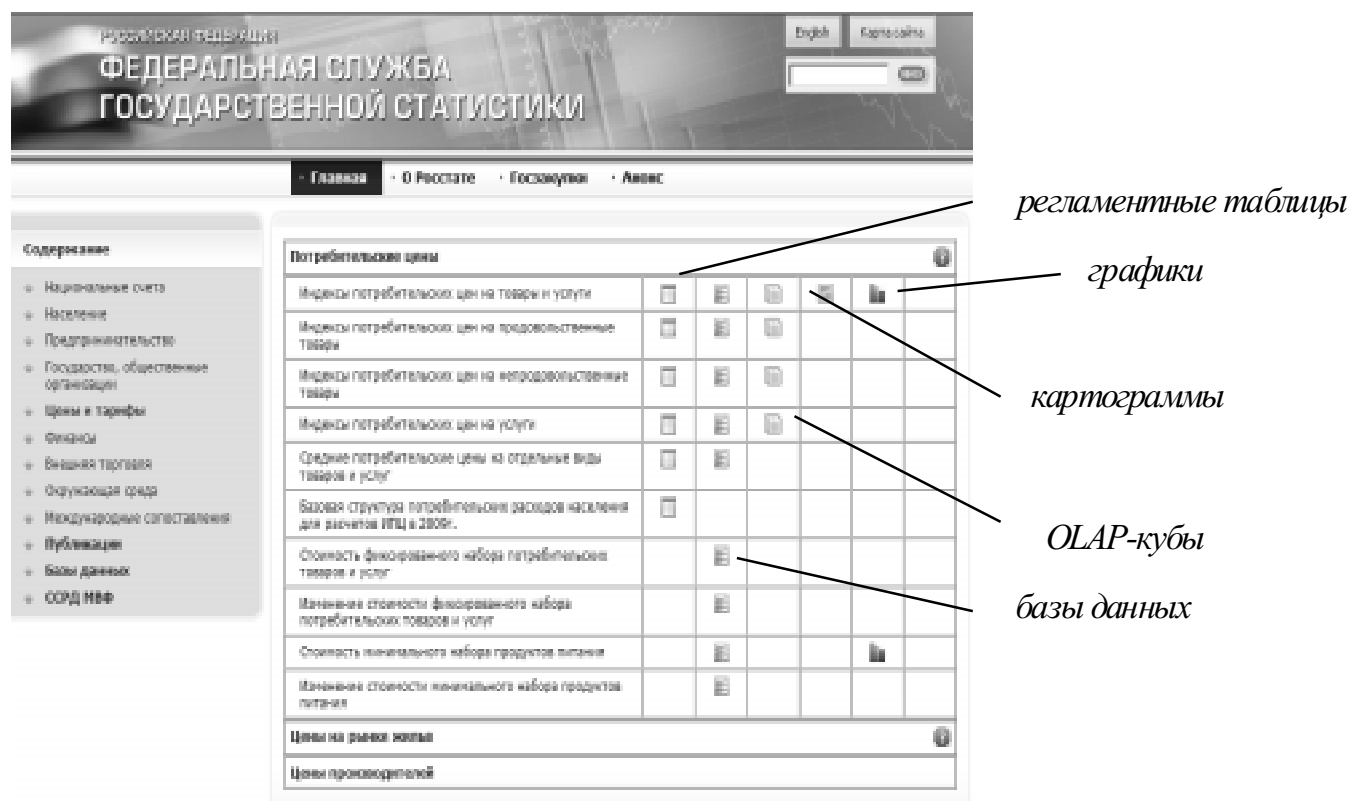 РОССИЙСКАЯ ФЕДЕРАЦИЯ
ФЕДЕРАЛЬНАЯ СЛУЖБА
ГОСУДАРСТВЕННОЙ СТАТИСТИКИ
English
Карта сайта
· Главная · О Росстате · Госзакупки · Анонс
Содержание
Национальные счета
Население
Предпринимательство
Государство, общественные
организации
Цены и тарифы
Финансы
Внешняя торговля
Окружающая среда
Международные сопоставления
Публикации
Базы данных
ССРД МВФ
Потребительские цены
Индексы потребительских цен на товары и услуги
Индексы потребительских цен на продовольственные
товары
Индексы потребительских цен на непродовольственные
товары
Индексы потребительских цен на услуги
Средние потребительские цены на отдельные виды
товаров и услуг
Базовая структура потребительских расходов населения
для расчетов ИПЦ в 2009г.
Стоимость фиксированного набора потребительских
товаров и услуг
Изменение стоимости фиксированного набора
потребительских товаров и услуг
Стоимость минимального набора продуктов питания
Изменение стоимости минимального набора продуктов
питания
Цены на рынке жилья
Цены производителей
регламентные таблицы
графики
картограммы
OLAP-кубы
базы данных